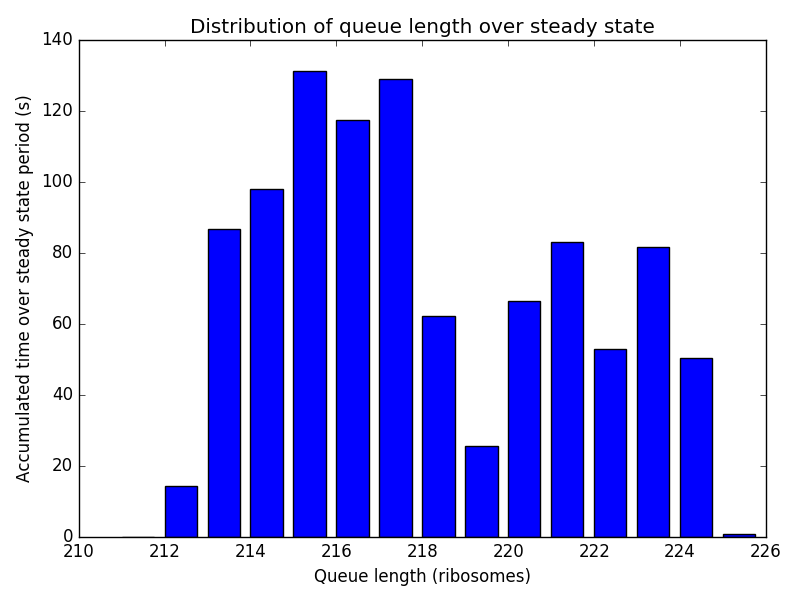 Distribution of queue length over steady state
Accumulated time over steady state period (s)
140
120
100
80
60
40
20
0
210 212 214 216 218 220 222 224 226
Queue length (ribosomes)